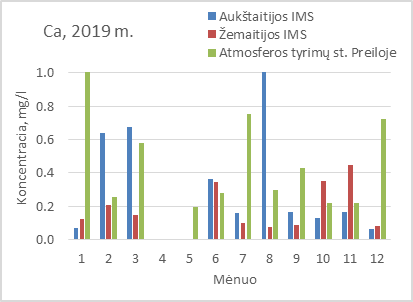 Ca, 2019 m.
Aukštaitijos IMS
Žemaitijos IMS
Atmosferos tyrimų st. Preiloje
Koncentracia, mg/l
1.0
0.8
0.6
0.4
0.2
0.0
1 2 3 4 5 6 7 8 9 10 11 12
Mėnuo